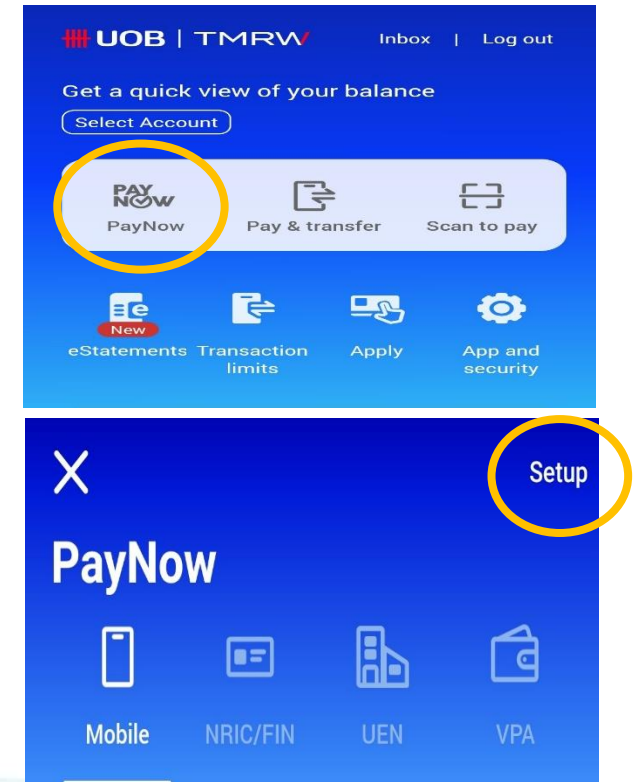 UOB | TMRW Inbox | Log out
Get a quick view of your balance
Select Account
PAY
NOW
PayNow Pay & transfer Scan to pay
New
eStatements Transaction limits Apply App and security
Setup
PayNow
Mobile NRIC/FIN UEN VPA